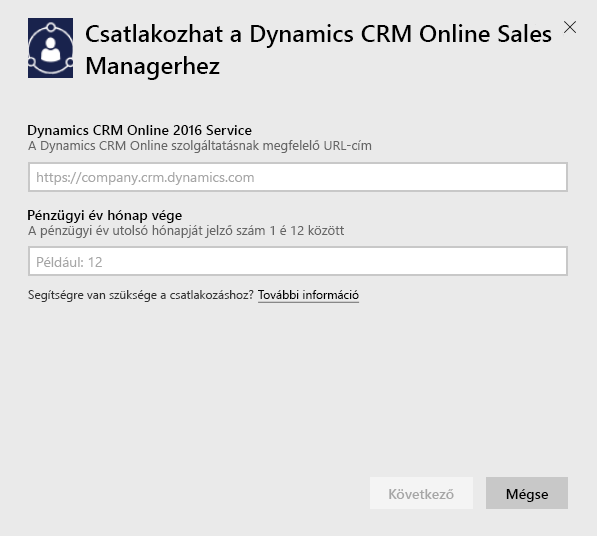 Csatlakozhat a Dynamics CRM Online Sales
Managerhez
Dynamics CRM Online 2016 Service
A Dynamics CRM Online szolgáltatásnak megfelelő URL-cím
https://company.crm.dynamics.com
Pénzügyi év hónap vége
A pénzügyi év utolsó hónapját jelző szám 1 é 12 között
Például: 12
Segítségre van szüksége a csatlakozáshoz? További információ
Következő
Mégse